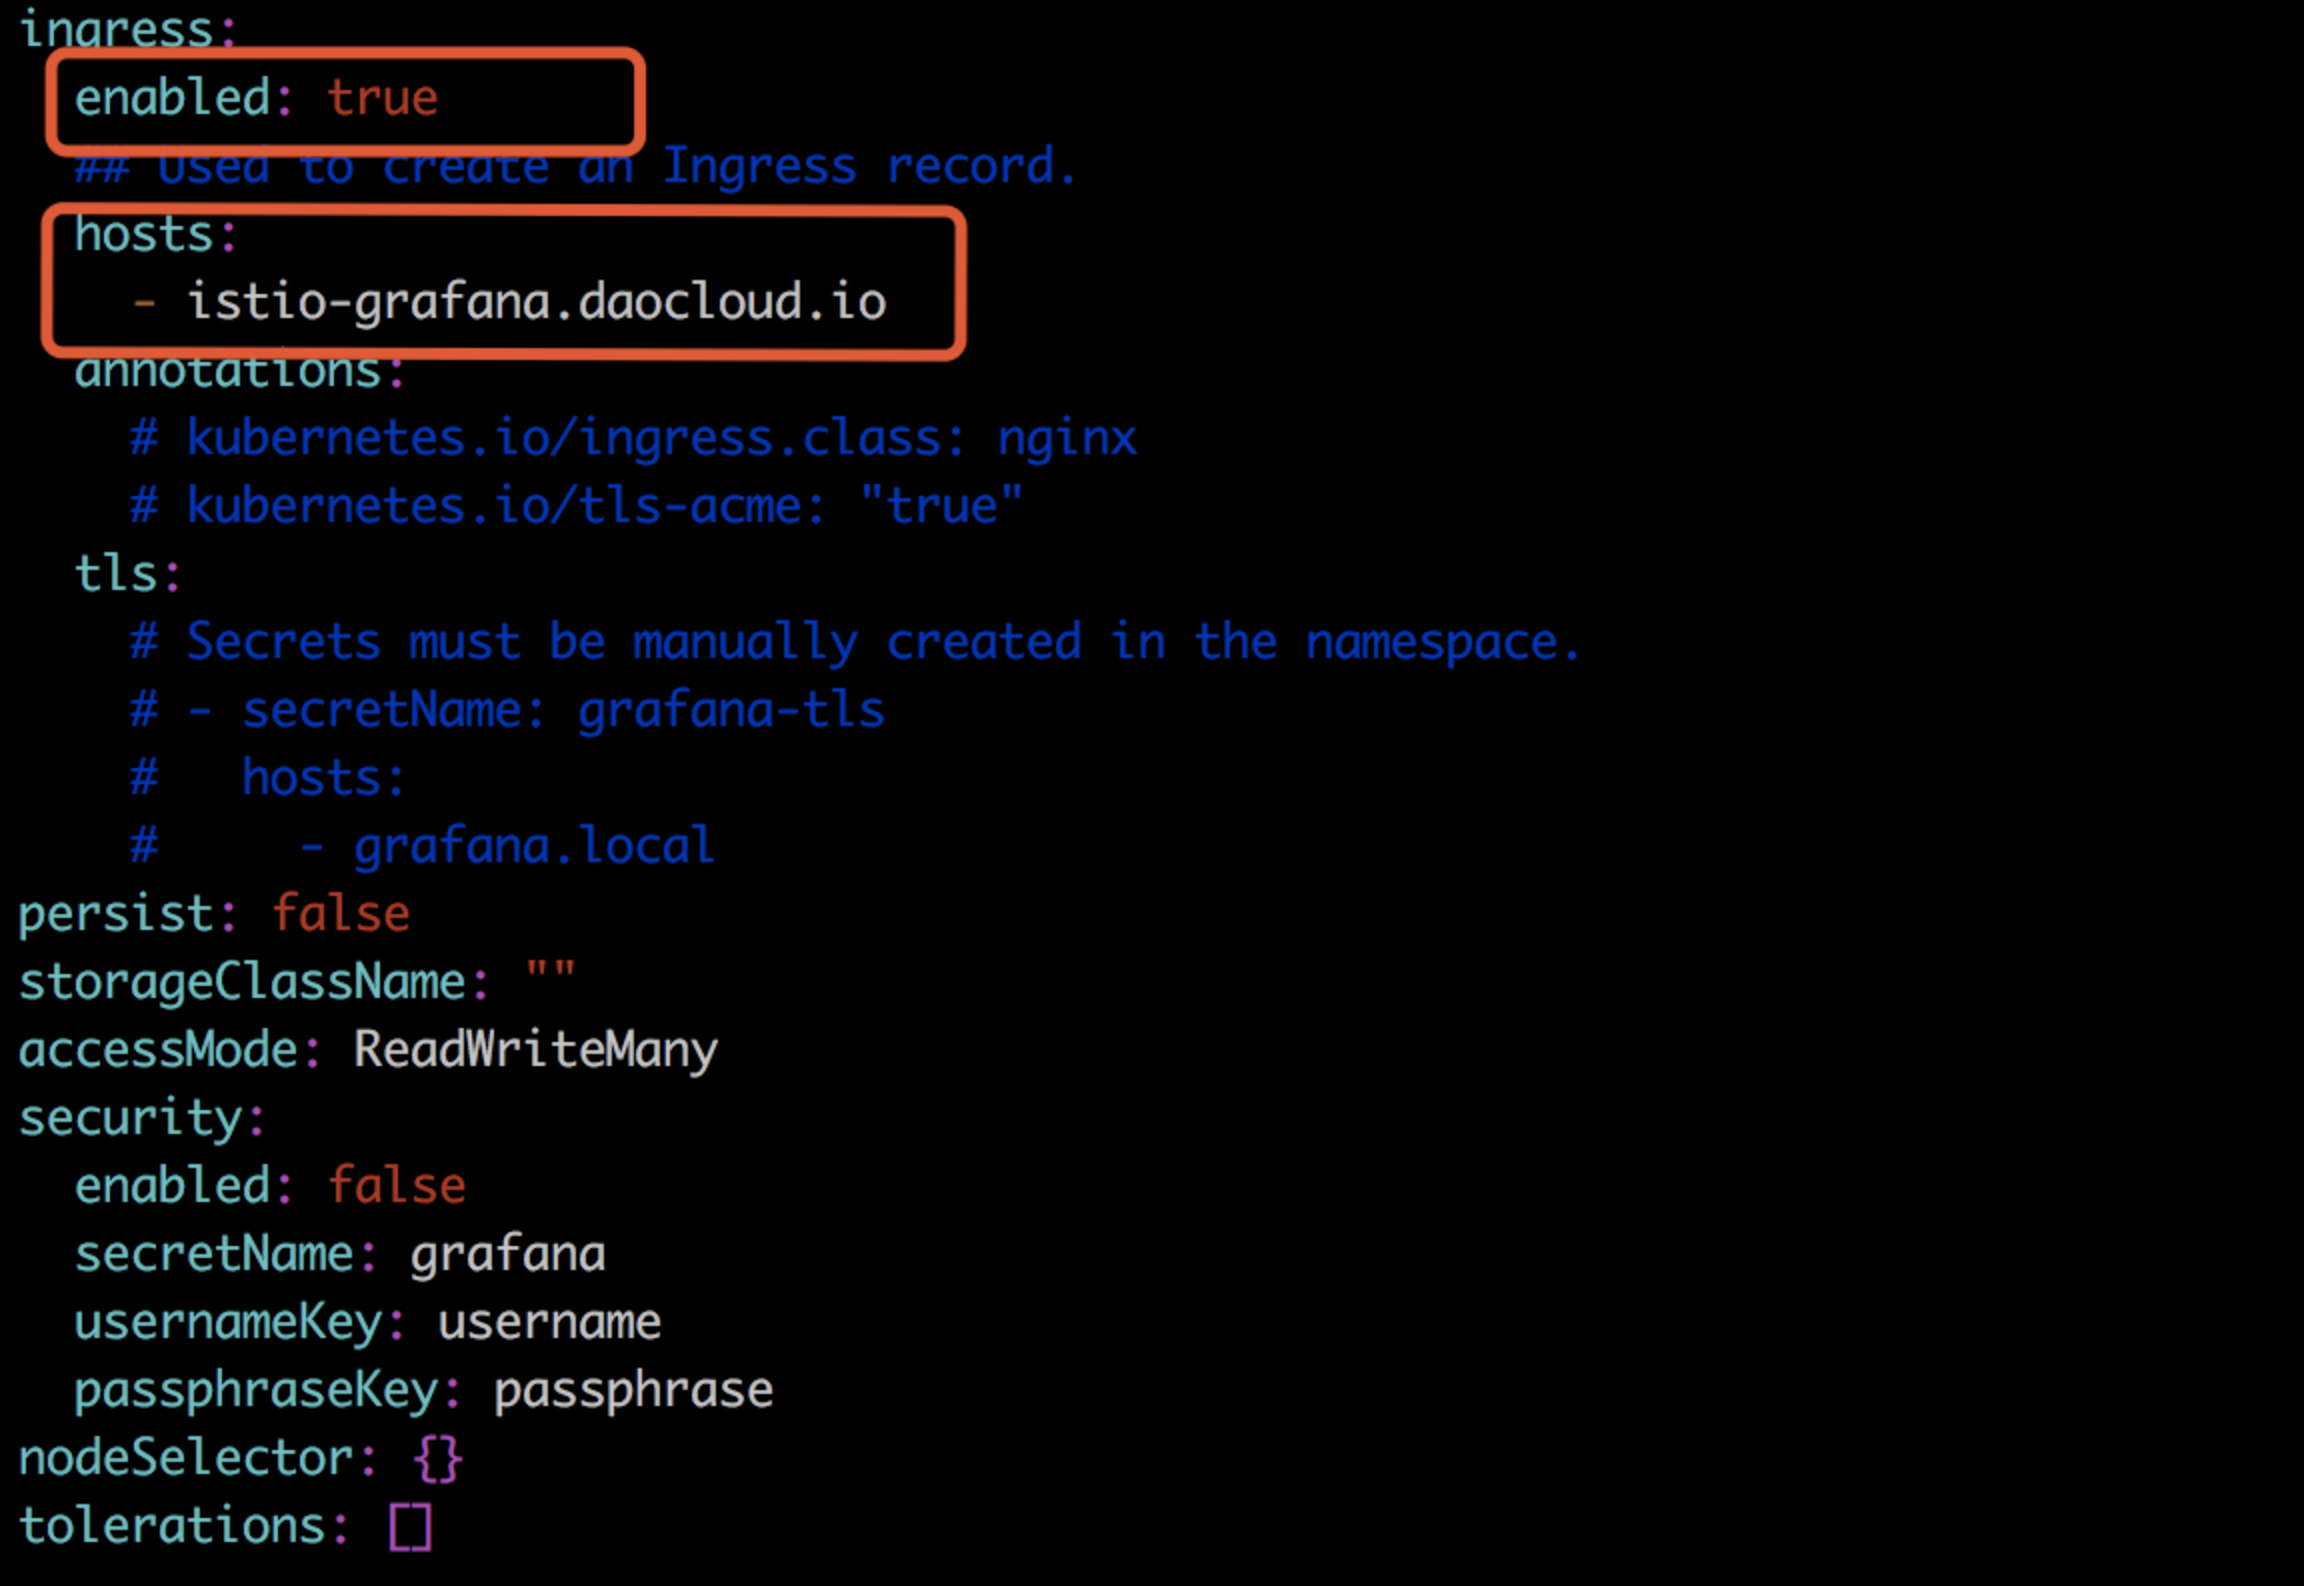 ingress:
  enabled: true
  ## Used to create an Ingress record.
  hosts:
    - istio-grafana.daocloud.io
  annotations:
    # kubernetes.io/ingress.class: nginx
    # kubernetes.io/tls-acme: "true"
  tls:
    # Secrets must be manually created in the namespace.
    # - secretName: grafana-tls
    #   hosts:
    #     - grafana.local
persist: false
storageClassName: ""
accessMode: ReadWriteMany
security:
  enabled: false
  secretName: grafana
  usernameKey: username
  passphraseKey: passphrase
nodeSelector: {}
tolerations: []